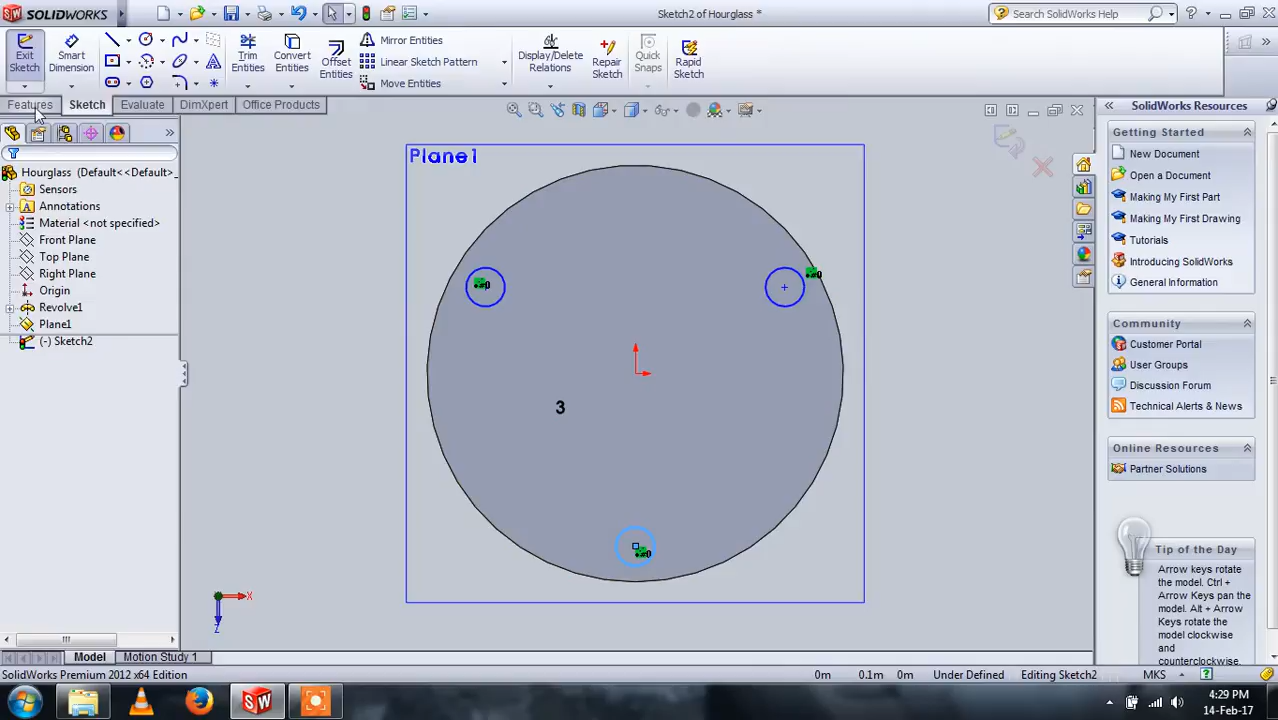 SOLIDWORKS
Sketch2 of Hourglass *
Search SolidWorks Help
Exit Sketch
Smart Dimension
Trim Entities
Convert Entities
Offset Entities
Mirror Entities
Linear Sketch Pattern
Move Entities
Display/Delete Relations
Repair Sketch
Quick Snaps
Rapid Sketch
Features
Sketch
Evaluate
DimXpert
Office Products
Hourglass (Default<<Default>_
Sensors
Annotations
Material <not specified>
Front Plane
Top Plane
Right Plane
Origin
Revolve1
Plane1
(-) Sketch2
Plane1
3
X
Z
SolidWorks Resources
Getting Started
New Document
Open a Document
Making My First Part
Making My First Drawing
Tutorials
Introducing SolidWorks
General Information
Community
Customer Portal
User Groups
Discussion Forum
Technical Alerts & News
Online Resources
Partner Solutions
Tip of the Day
Arrow keys rotate
the model. Ctrl +
Arrow Keys pan the
model. Alt + Arrow
Keys rotate the
model clockwise
and
counterclockwise.
Model
Motion Study 1
SolidWorks Premium 2012 x64 Edition
0m
0.1m
0m
Under Defined
Editing Sketch2
MKS
4:29 PM
14-Feb-17